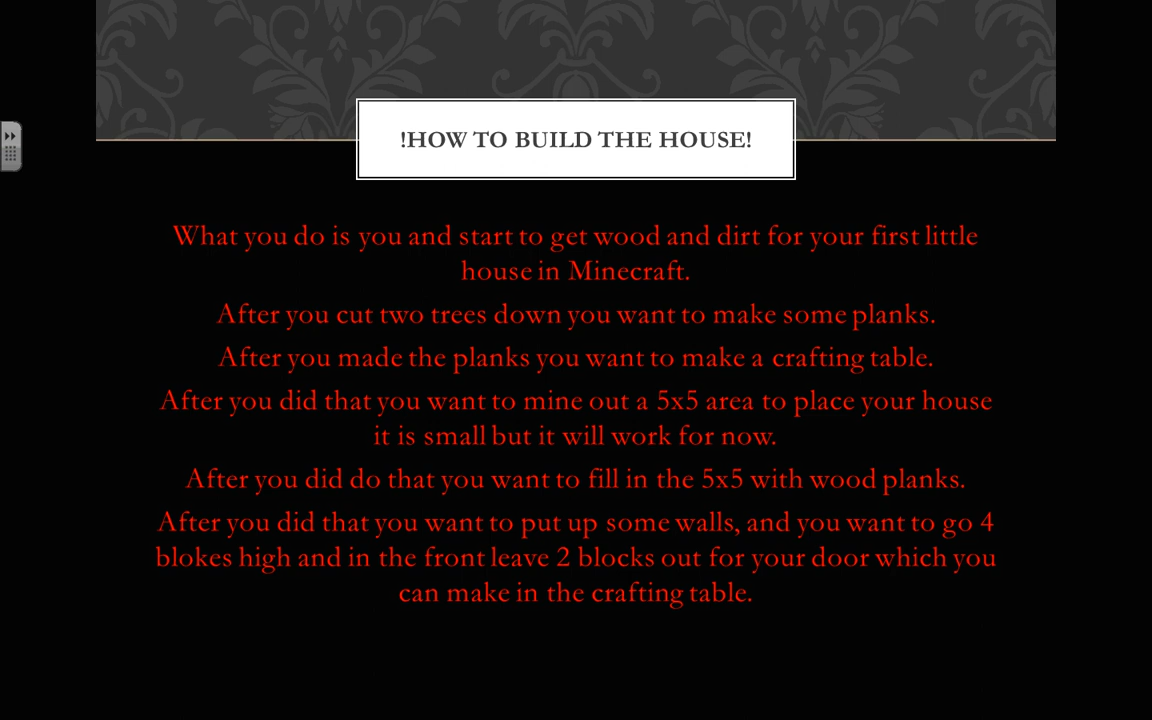 !HOW TO BUILD THE HOUSE!
What you do is you and start to get wood and dirt for your first little
house in Minecraft.
After you cut two trees down you want to make some planks.
After you made the planks you want to make a crafting table.
After you did that you want to mine out a 5x5 area to place your house
it is small but it will work for now.
After you did do that you want to fill in the 5x5 with wood planks.
After you did that you want to put up some walls, and you want to go 4
blokes high and in the front leave 2 blocks out for your door which you
can make in the crafting table.